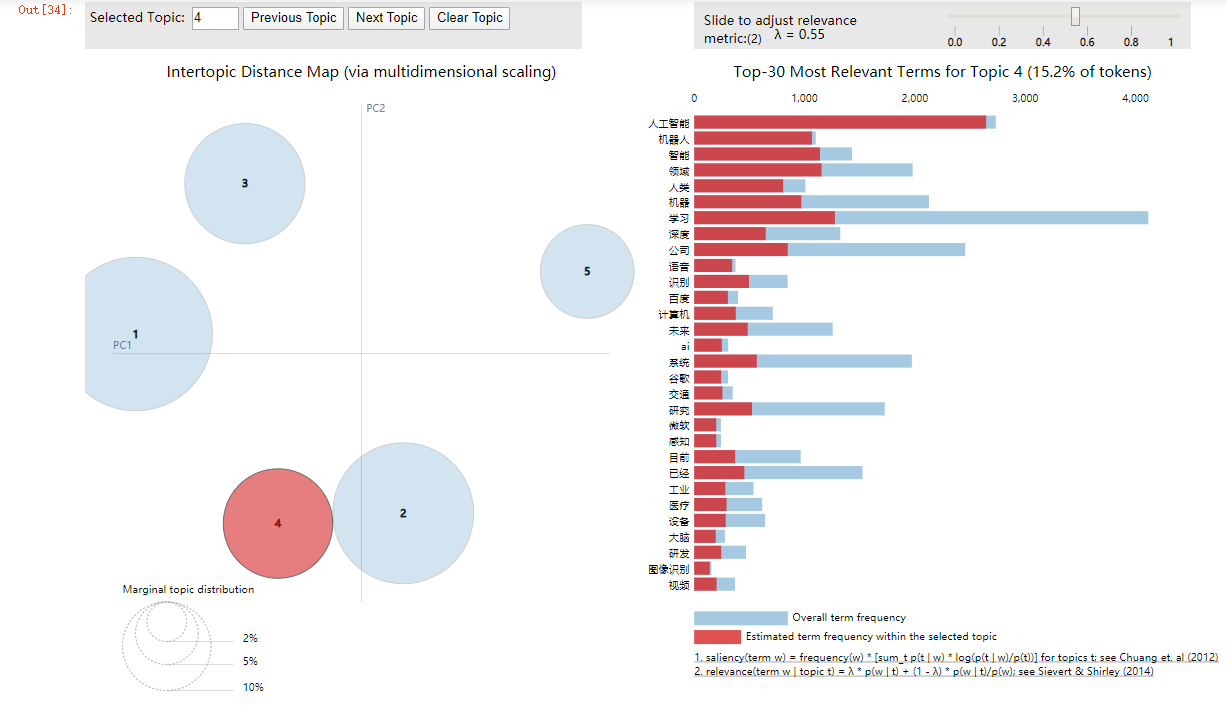 Out[34]:
Selected Topic: 4 Previous Topic Next Topic Clear Topic
Slide to adjust relevance
metric:(2) λ = 0.55
0.0 0.2 0.4 0.6 0.8 1
Intertopic Distance Map (via multidimensional scaling)
PC2
3
5
1
PC1
4
2
Marginal topic distribution
2%
5%
10%
Top-30 Most Relevant Terms for Topic 4 (15.2% of tokens)
0 1,000 2,000 3,000 4,000
人工智能
机器人
智能
领域
人类
机器
学习
深度
公司
语音
识别
百度
计算机
未来
ai
系统
谷歌
交通
研究
微软
感知
目前
已经
工业
医疗
设备
大脑
研发
图像识别
视频
Overall term frequency
Estimated term frequency within the selected topic
1. saliency(term w) = frequency(w) * [sum_t p(t | w) * log(p(t | w)/p(t))] for topics t; see Chuang et. al (2012)
2. relevance(term w | topic t) = λ * p(w | t) + (1 - λ) * p(w | t)/p(w); see Sievert & Shirley (2014)